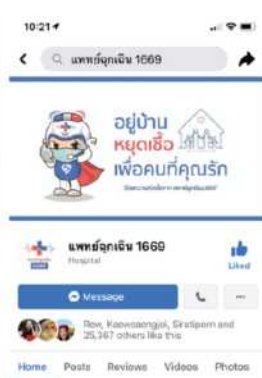 10:21
แพทย์ฉุกเฉิน 1669
อยู่บ้าน
หยุดเชื้อ
เพื่อคนที่คุณรัก
แพทย์ฉุกเฉิน 1669
Hospital
Liked
Message
Row, Kaewsaongjai, Siratiporn and
25,367 others like this
Home Posts Reviews Videos Photos